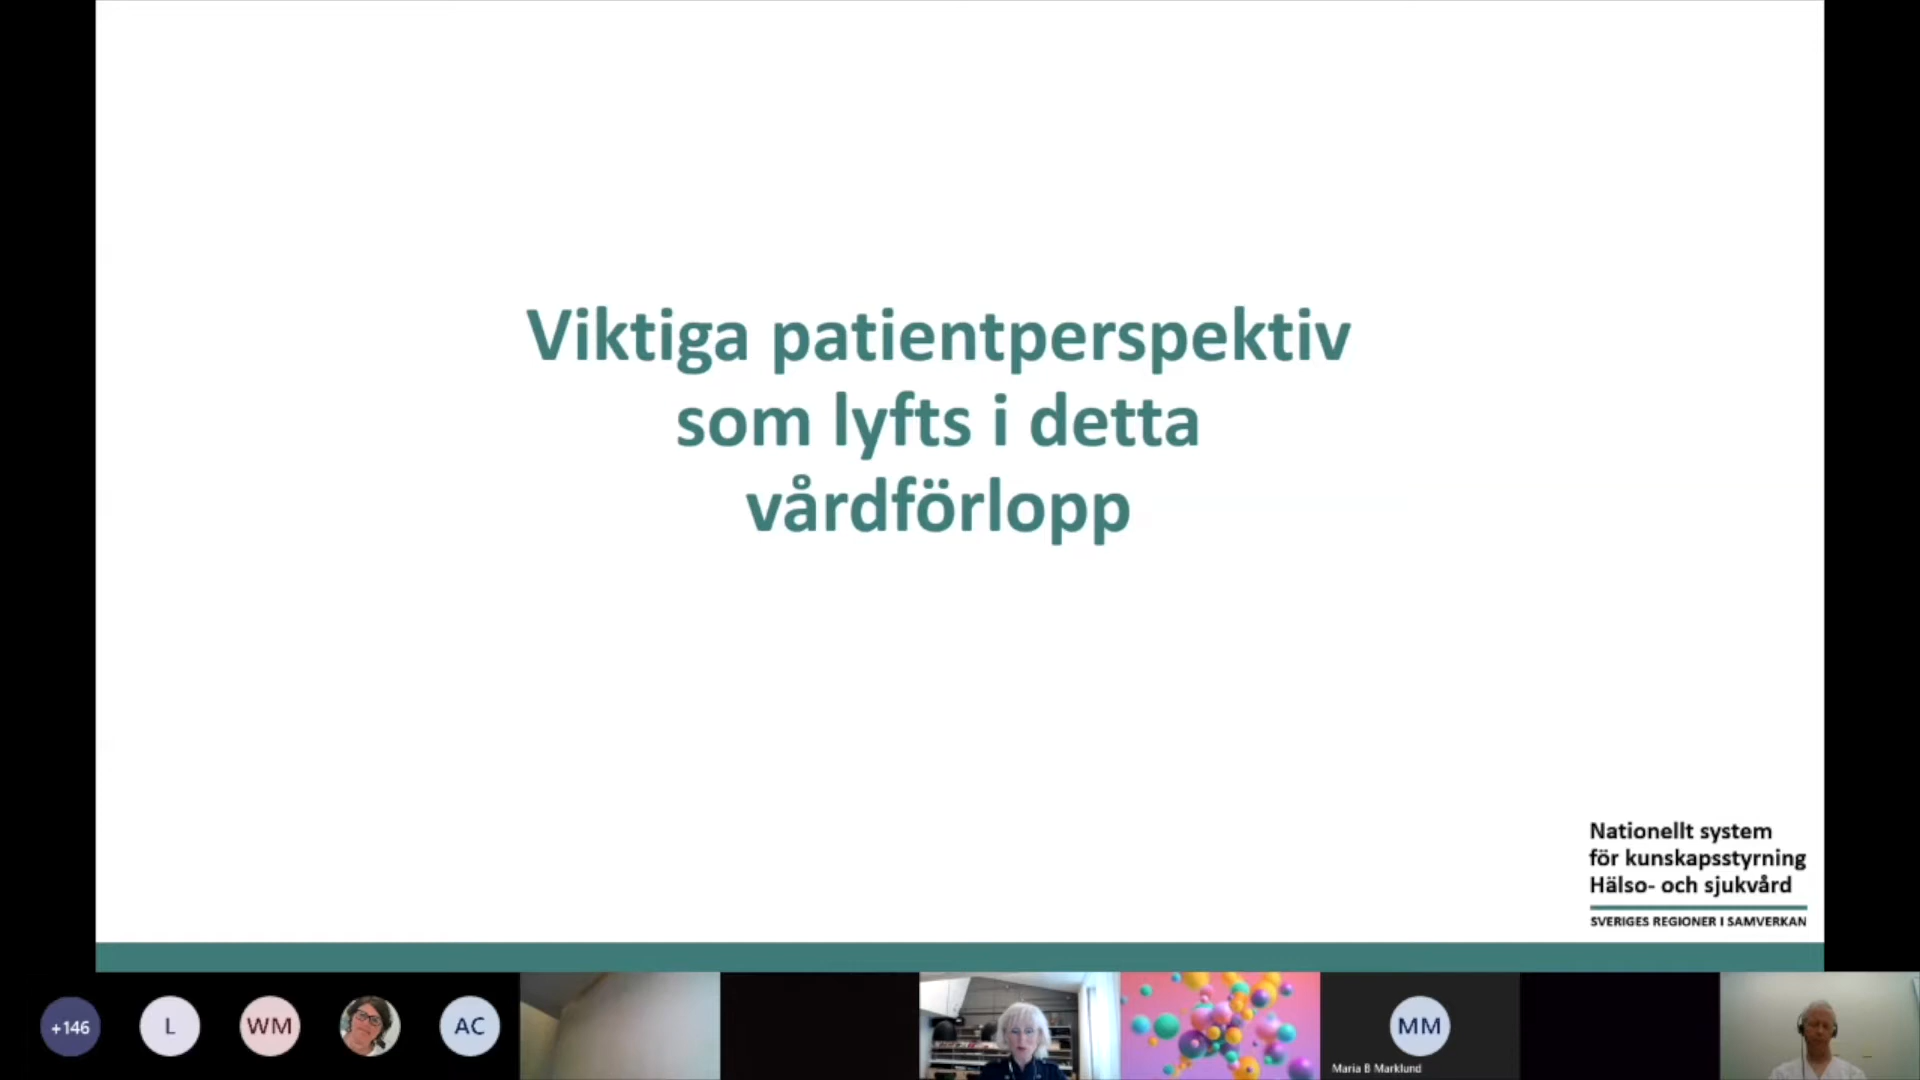 Viktiga patientperspektiv
som lyfts i detta
vårdförlopp
Nationellt system
för kunskapsstyrning
Hälso- och sjukvård
SVERIGES REGIONER I SAMVERKAN
+146
L
WM
AC
MM
Maria B Marklund